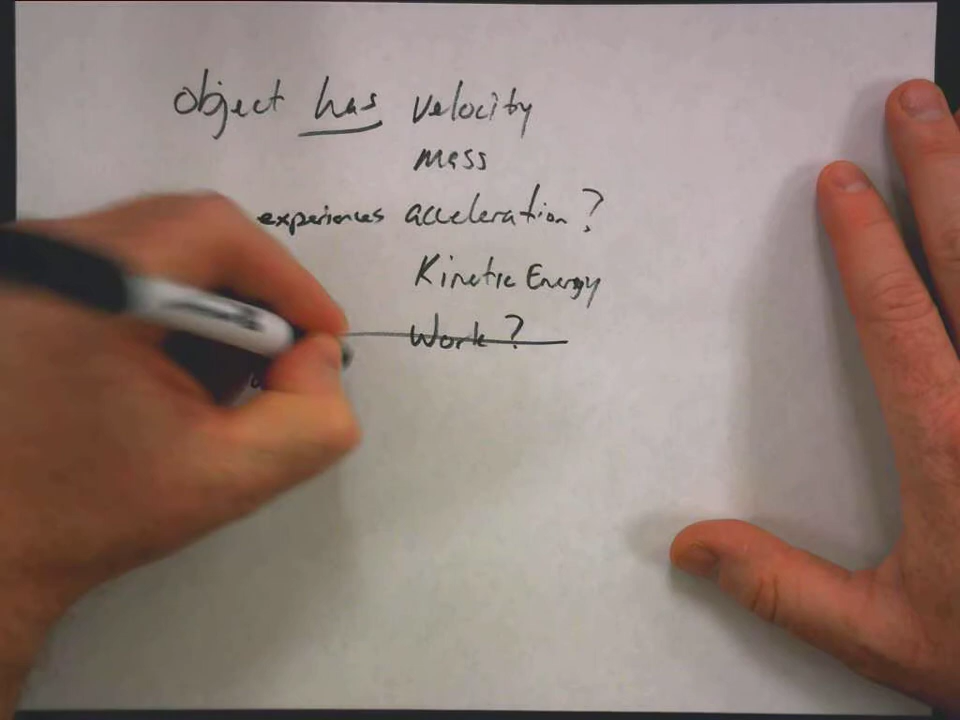 object has velocity
mass
experiences acceleration?
Kinetic Energy
Work?